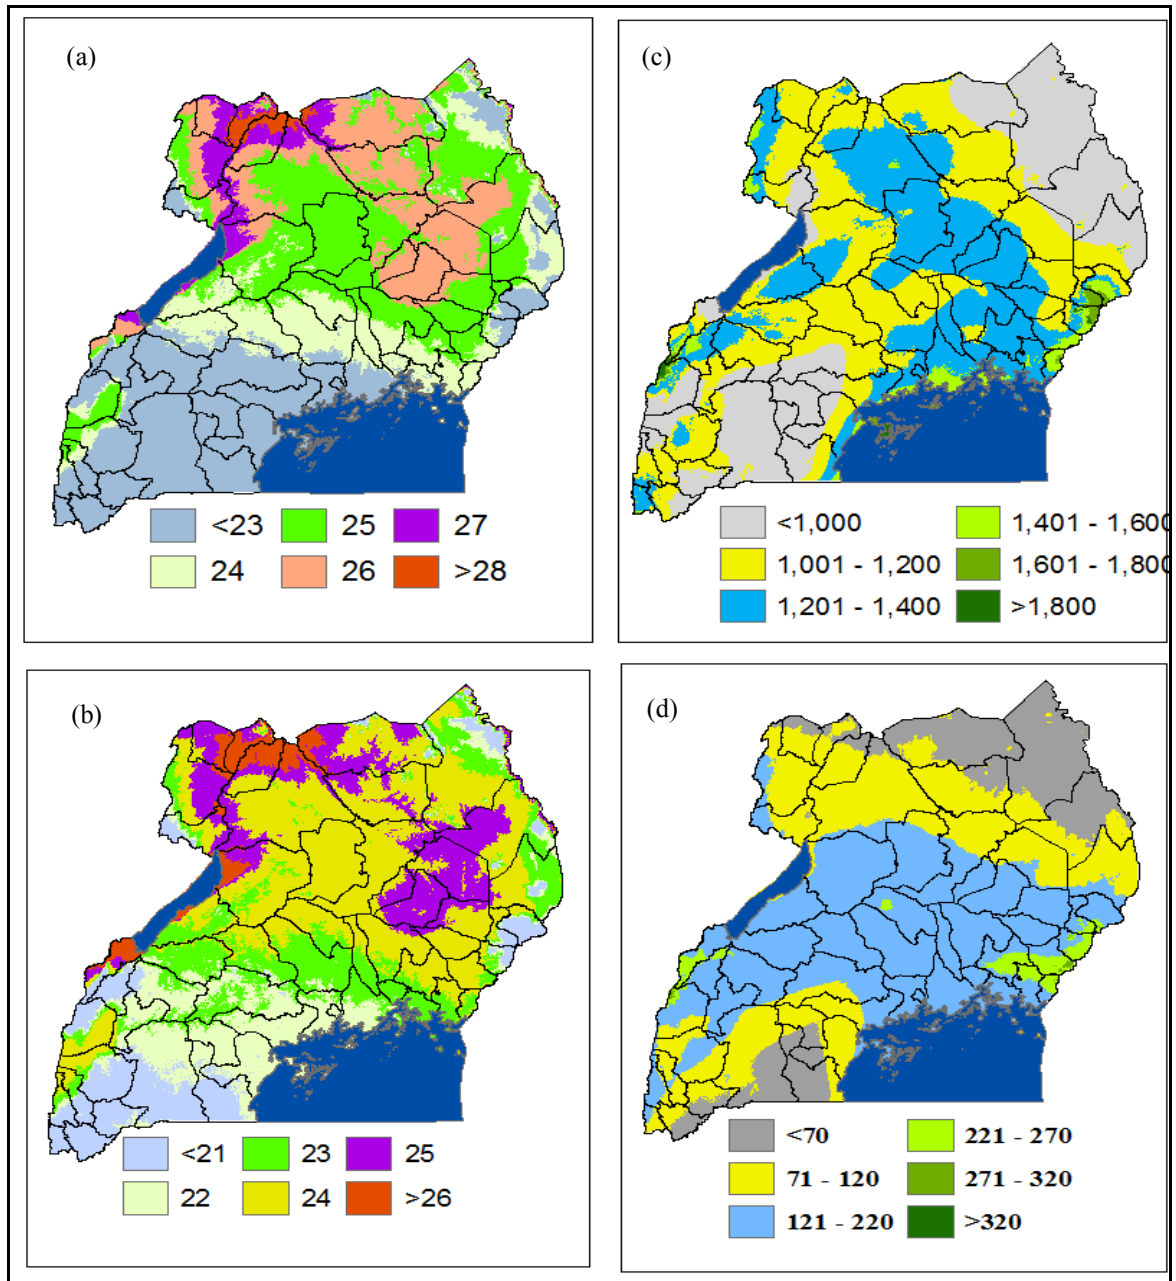 (a)
<23 25 27
24 26 >28
(c)
<1,000 1,401 - 1,600
1,001 - 1,200 1,601 - 1,800
1,201 - 1,400 >1,800
(b)
<21 23 25
22 24 >26
(d)
<70 221 - 270
71 - 120 271 - 320
121 - 220 >320